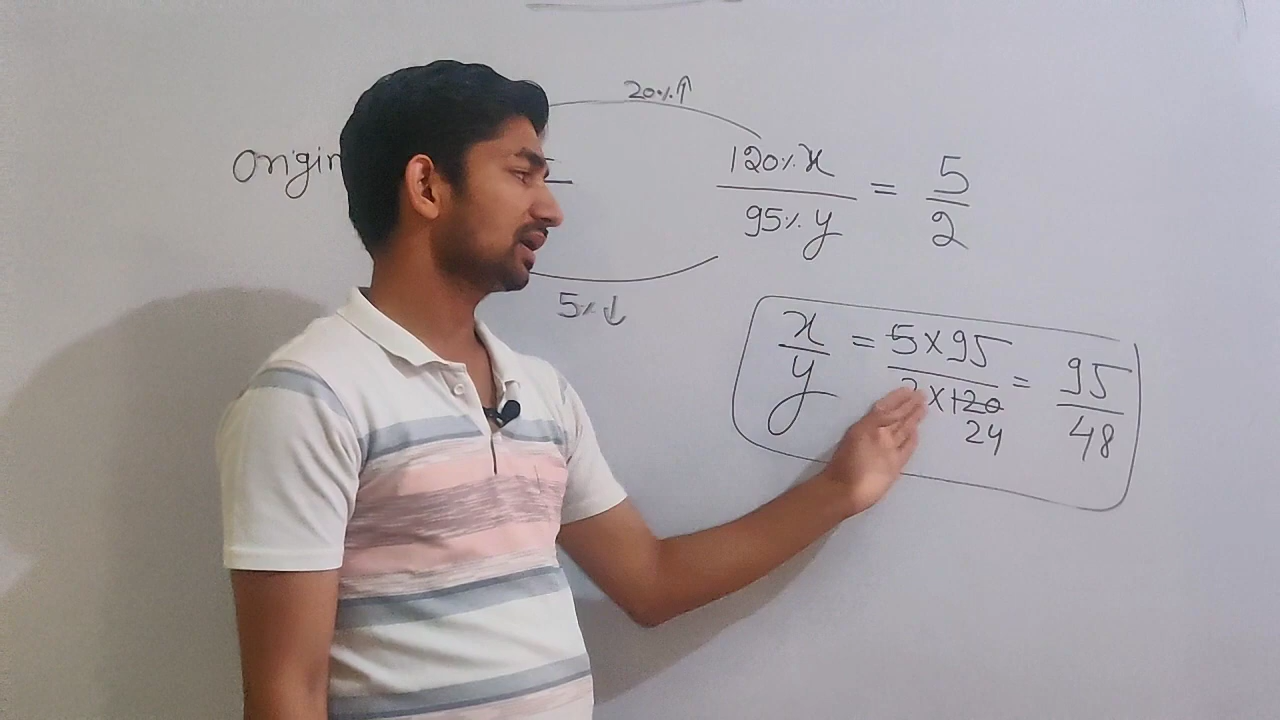 20%↑
Origin
120% x / 95% y = 5/2
5%↓
x/y = 5×95 / 2×120 = 95/48
24